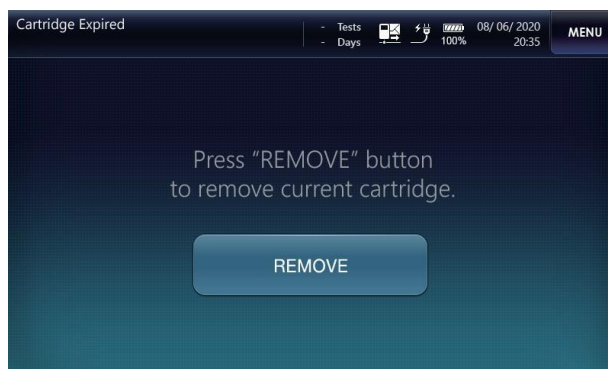 Cartridge Expired
- Tests
- Days
100%
08/ 06/ 2020
20:35
MENU
Press "REMOVE" button
to remove current cartridge.
REMOVE